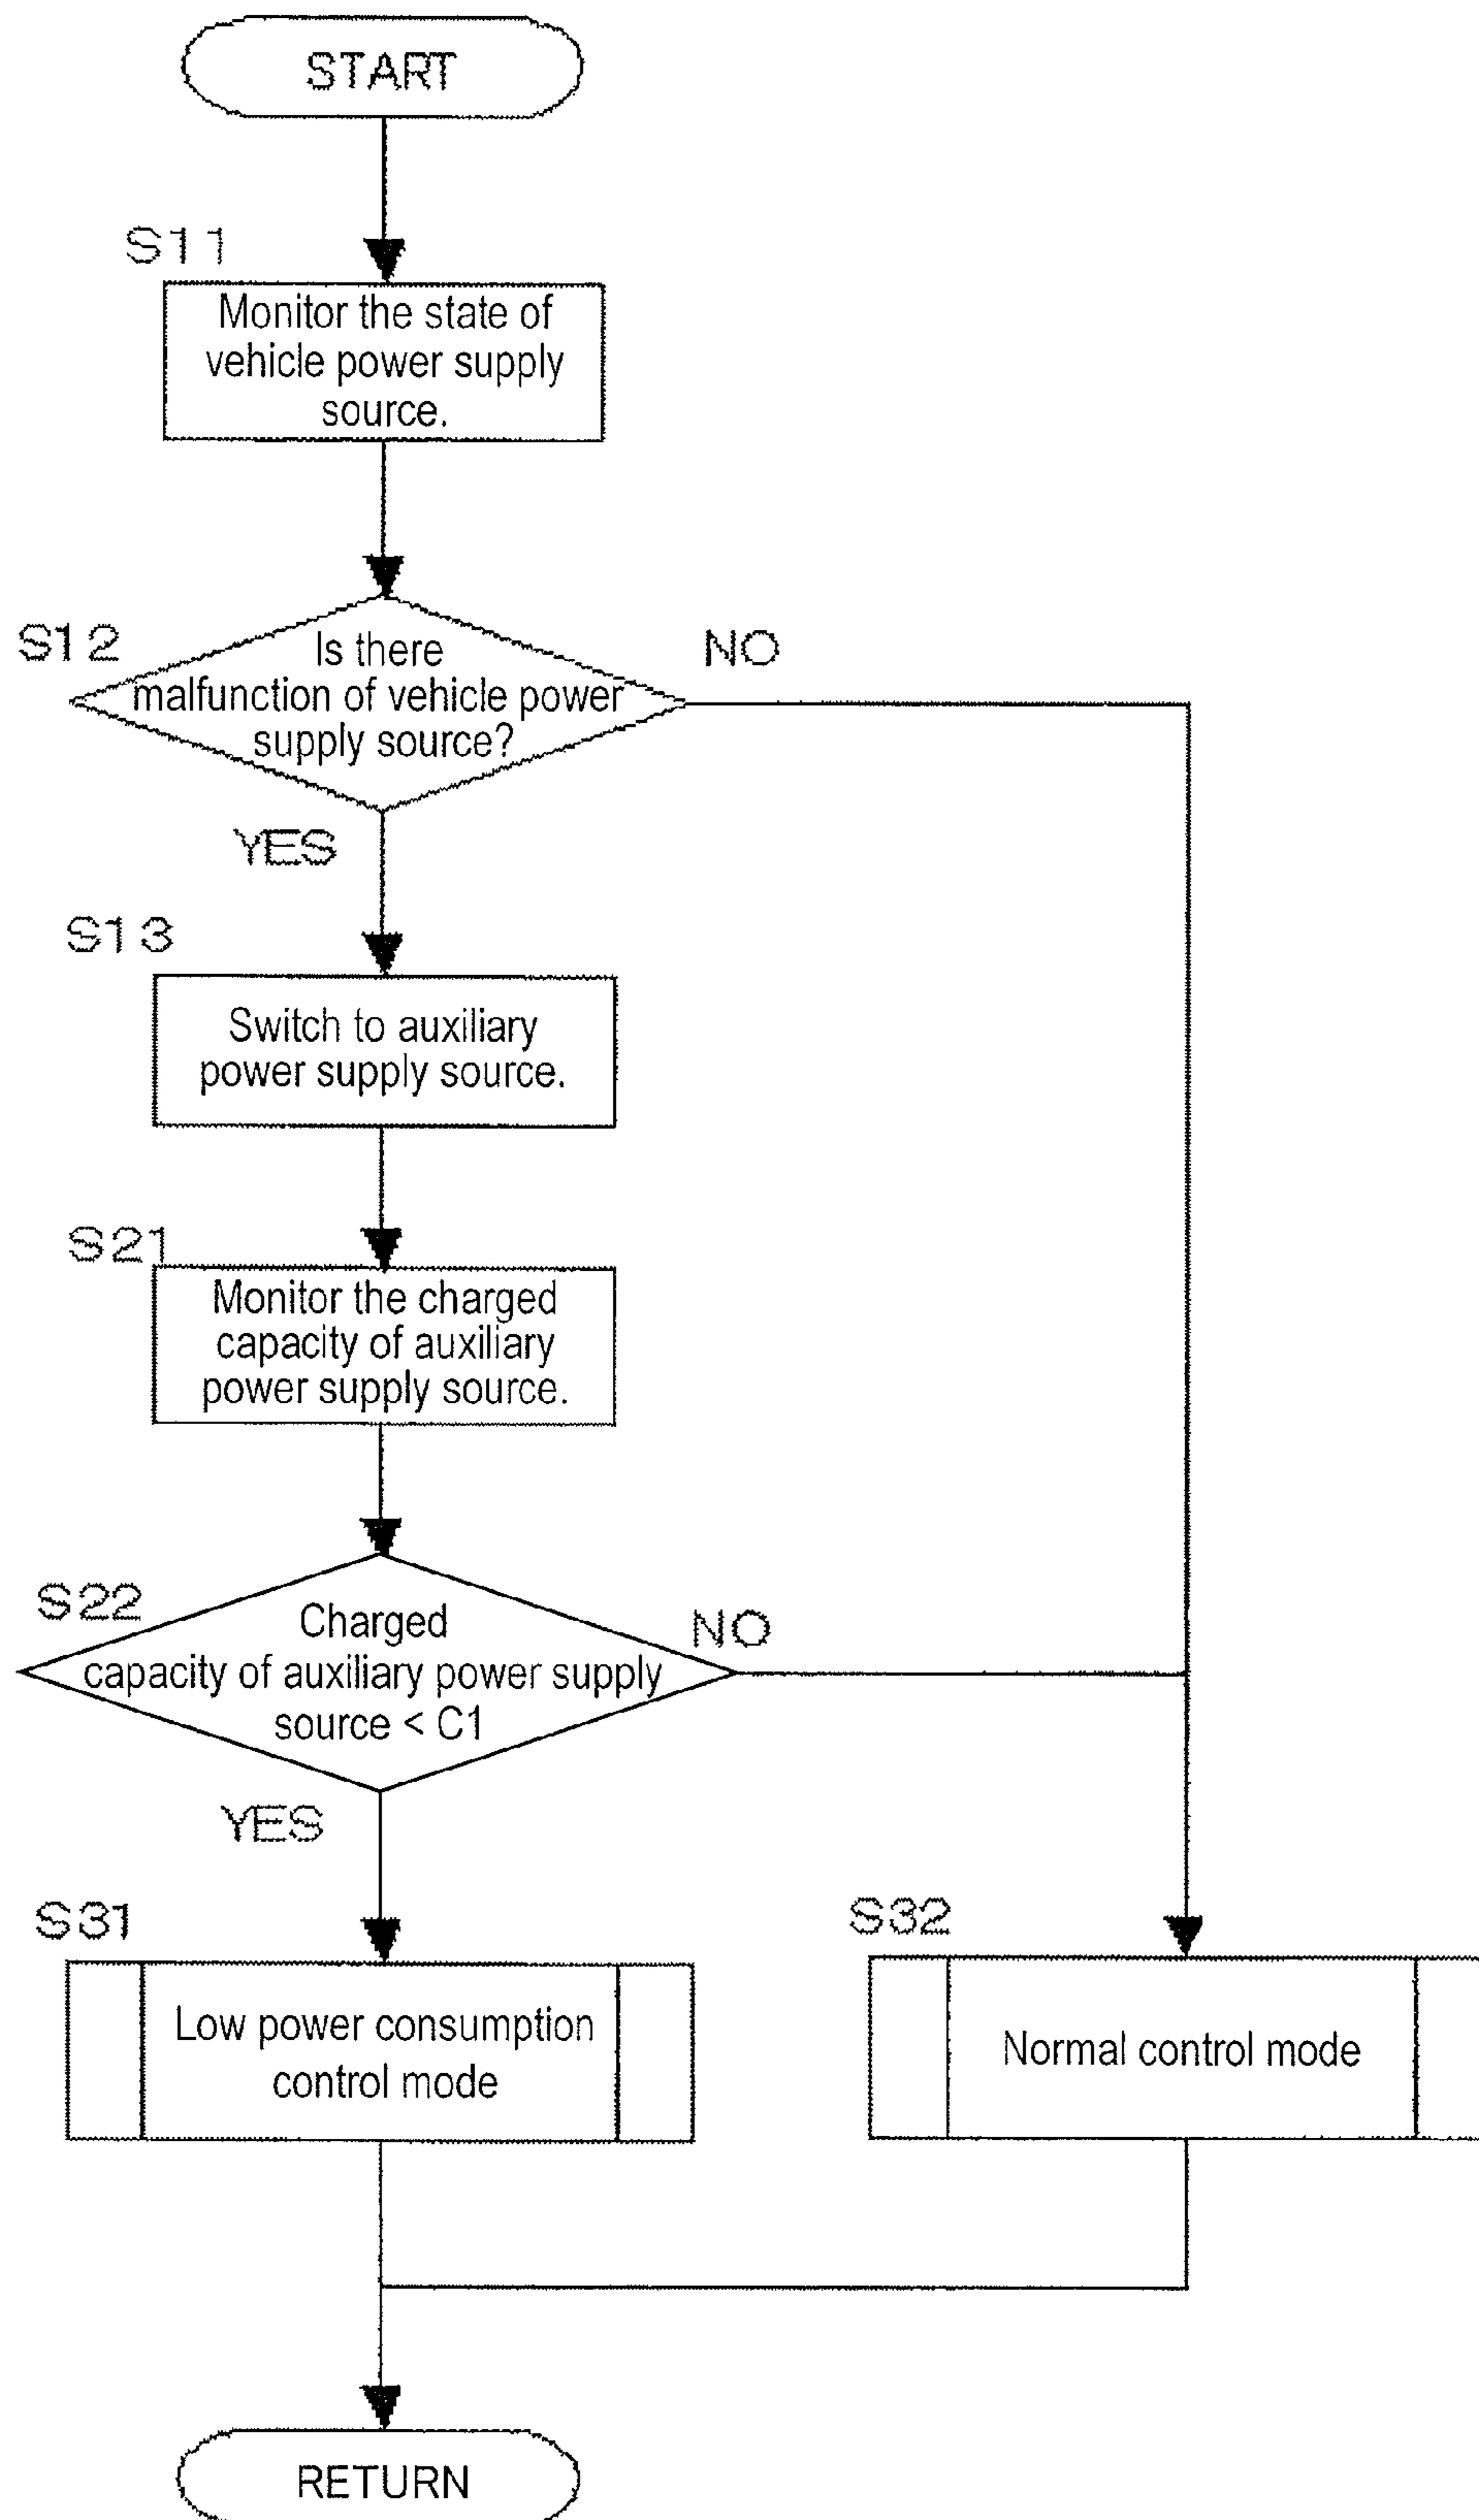 START
S11
Monitor the state of
vehicle power supply
source.
S12
Is there
malfunction of vehicle power
supply source?
NO
YES
S13
Switch to auxiliary
power supply source.
S21
Monitor the charged
capacity of auxiliary
power supply source.
S22
Charged
capacity of auxiliary power supply
source < C1
NO
YES
S31
Low power consumption
control mode
S32
Normal control mode
RETURN